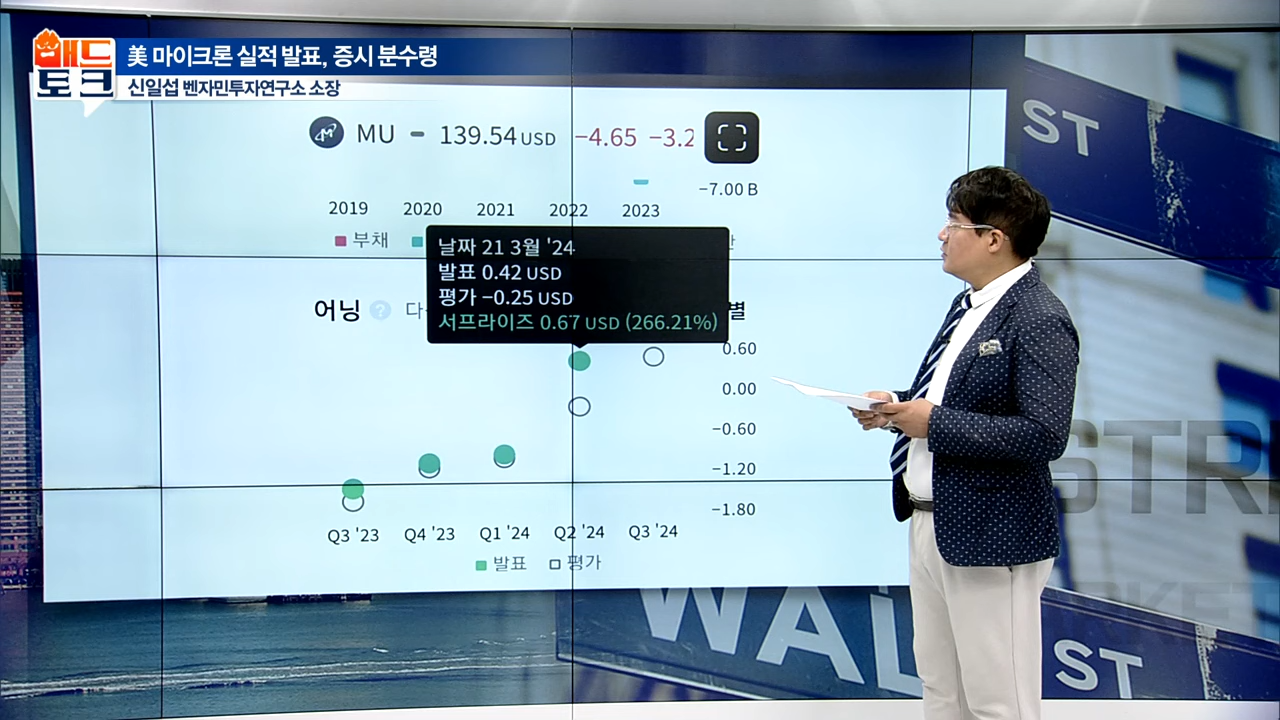 매드
토크
美 마이크론 실적 발표, 증시 분수령
신일섭 벤자민투자연구소 소장
MU 139.54 USD −4.65 −3.2
−7.00 B
2019 2020 2021 2022 2023
부채
날짜 21 3월 '24
발표 0.42 USD
평가 −0.25 USD
서프라이즈 0.67 USD (266.21%)
어닝 ? 다 별
0.60
0.00
−0.60
−1.20
−1.80
Q3 '23 Q4 '23 Q1 '24 Q2 '24 Q3 '24
발표 평가
ST
STRE
WALL
ST